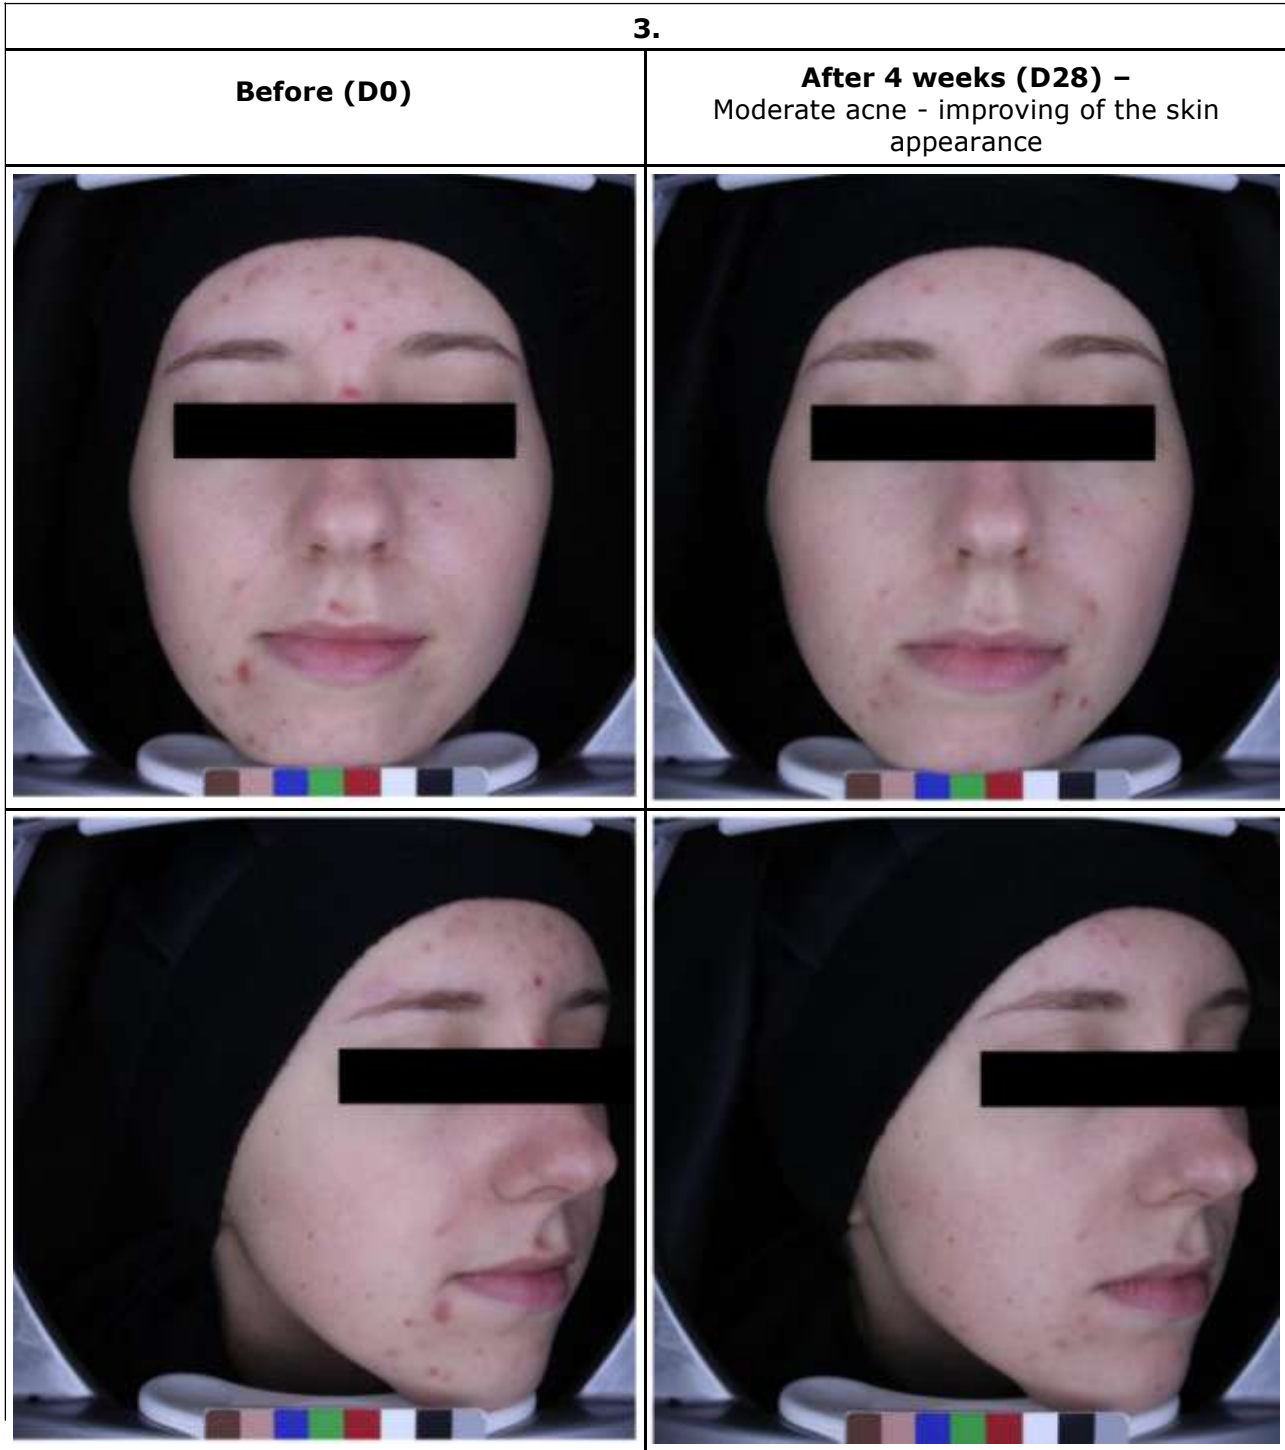 3.
Before (D0)
After 4 weeks (D28) –
Moderate acne - improving of the skin
appearance